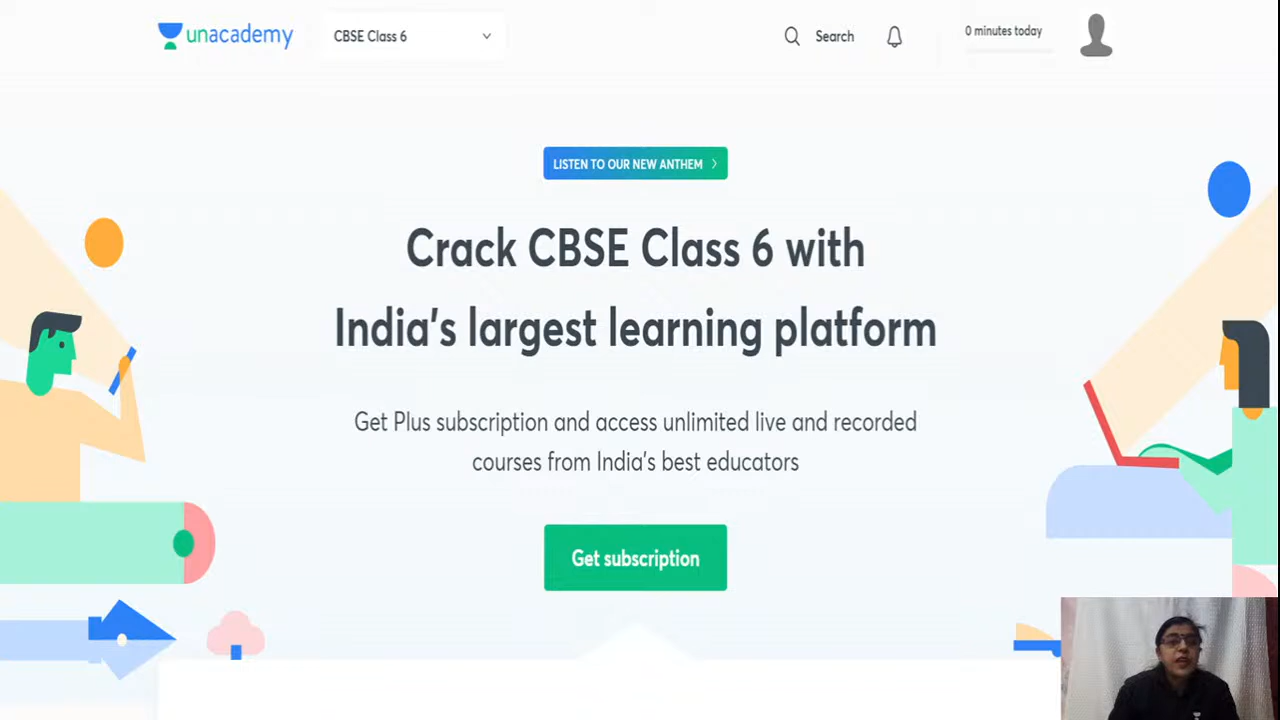 unacademy
CBSE Class 6
Search
0 minutes today
LISTEN TO OUR NEW ANTHEM
Crack CBSE Class 6 with
India's largest learning platform
Get Plus subscription and access unlimited live and recorded
courses from India's best educators
Get subscription